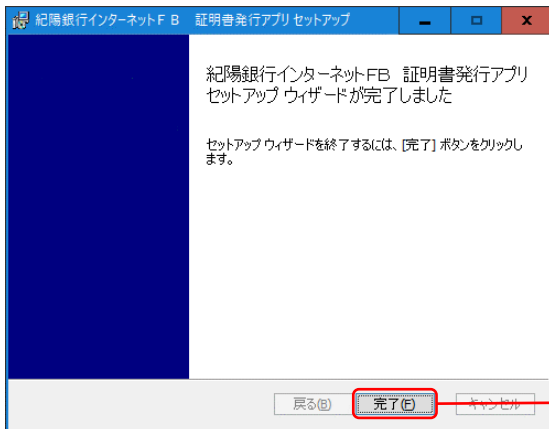 紀陽銀行インターネットＦＢ　証明書発行アプリ セットアップ
紀陽銀行インターネットFB　証明書発行アプリ
セットアップ ウィザードが完了しました
セットアップ ウィザードを終了するには、[完了] ボタンをクリックし
ます。
戻る(B) 完了(F) キャンセル